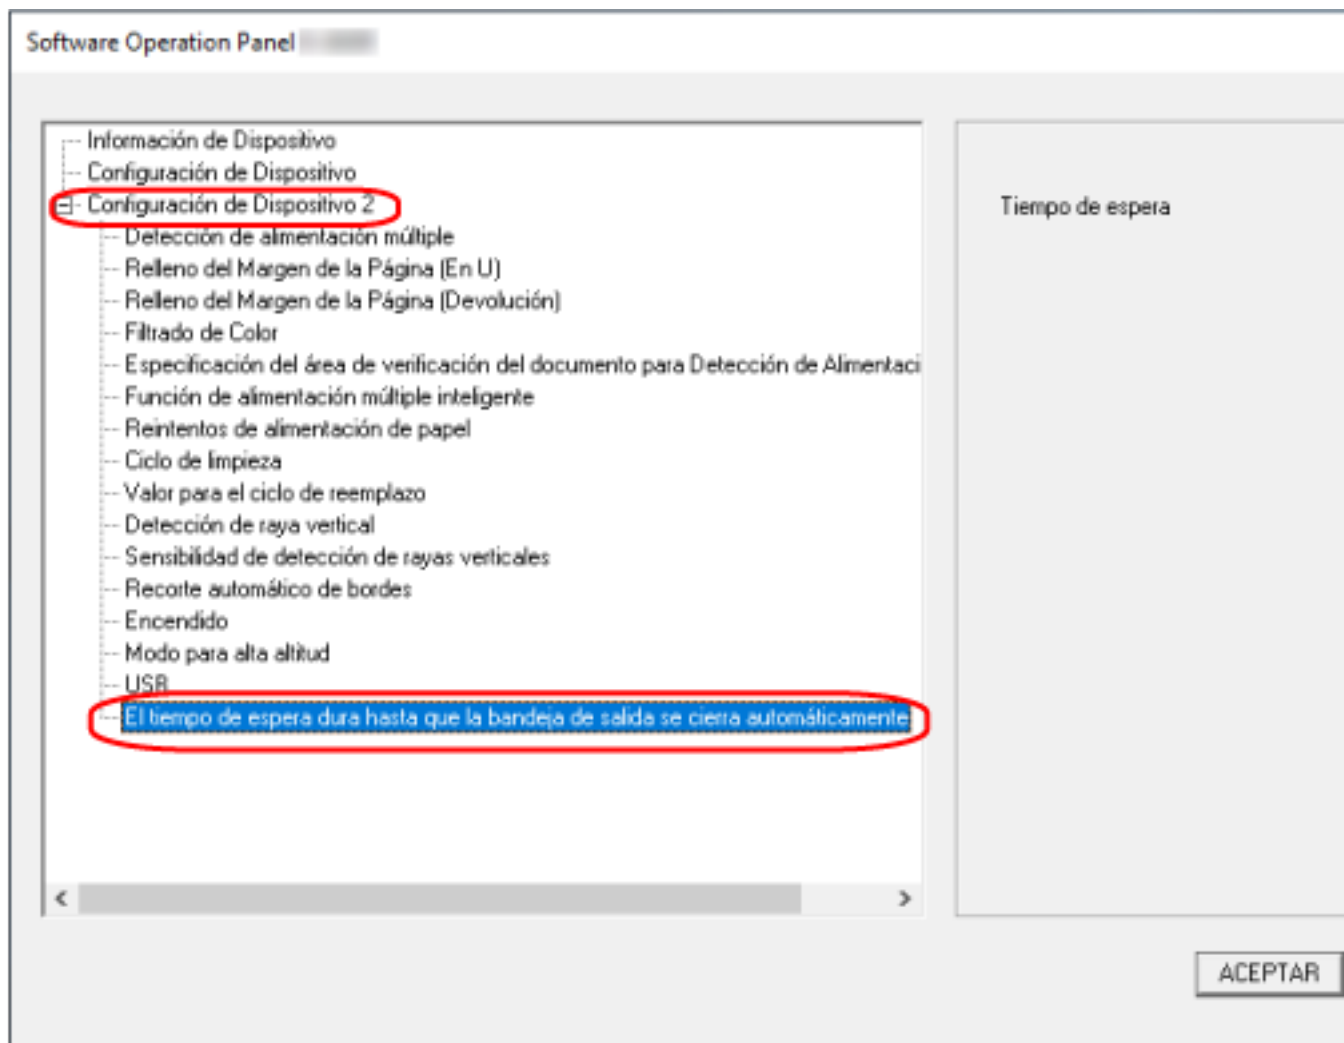 Software Operation Panel
Información de Dispositivo
Configuración de Dispositivo
Configuración de Dispositivo 2
Detección de alimentación múltiple
Relleno del Margen de la Página (En U)
Relleno del Margen de la Página (Devolución)
Filtrado de Color
Especificación del área de verificación del documento para Detección de Alimentaci
Función de alimentación múltiple inteligente
Reintentos de alimentación de papel
Ciclo de limpieza
Valor para el ciclo de reemplazo
Detección de raya vertical
Sensibilidad de detección de rayas verticales
Recorte automático de bordes
Encendido
Modo para alta altitud
USB
El tiempo de espera dura hasta que la bandeja de salida se cierra automáticamente
Tiempo de espera
ACEPTAR